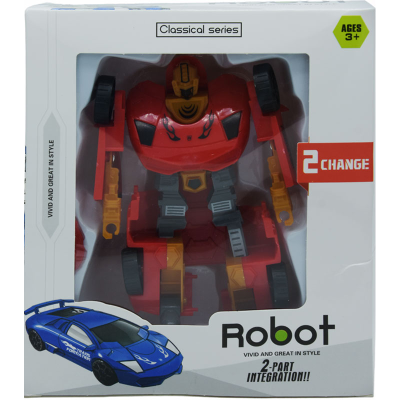 Classical series
AGES
3+
VIVID AND GREAT IN STYLE
2 CHANGE
Robot
VIVID AND GREAT IN STYLE
2-PART
INTEGRATION!!